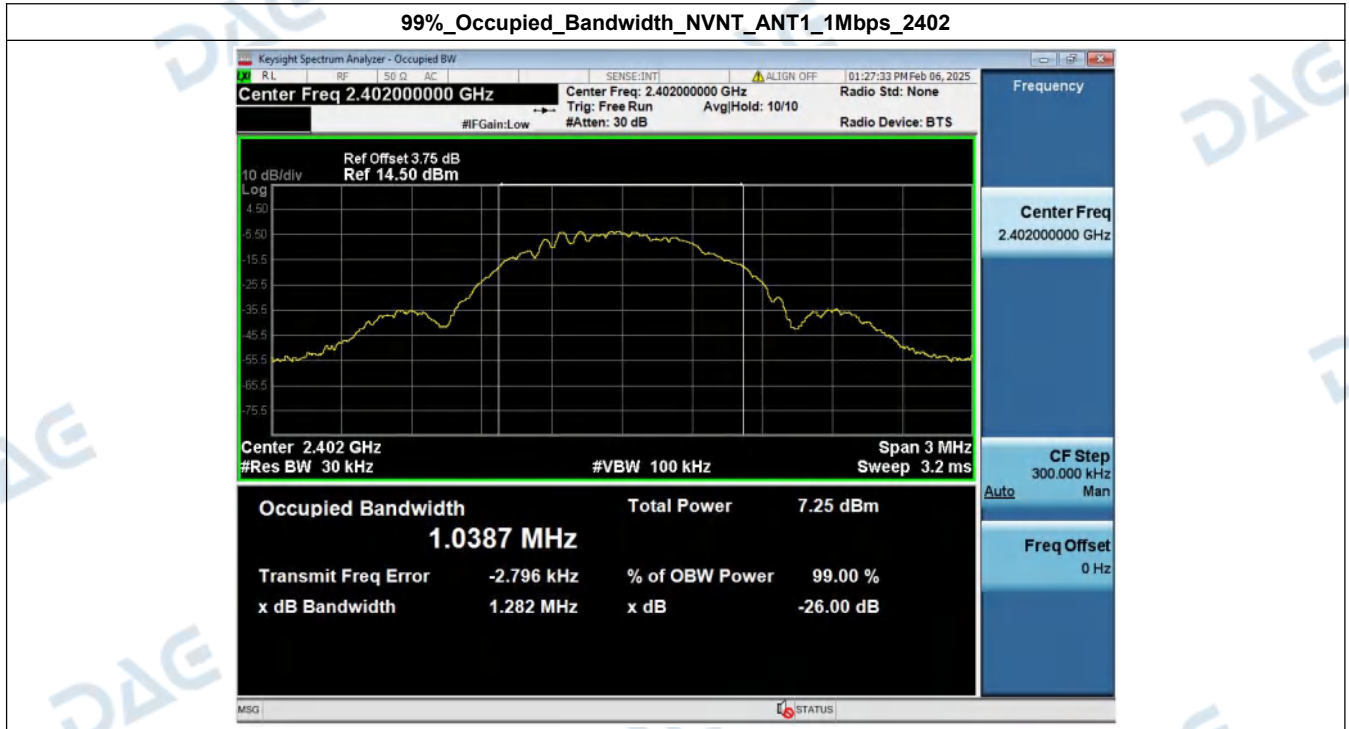 99%_Occupied_Bandwidth_NVNT_ANT1_1Mbps_2402
Keysight Spectrum Analyzer - Occupied BW
LXI RL RF 50 Ω AC SENSE:INT ALIGN OFF 01:27:33 PM Feb 06, 2025
Center Freq 2.402000000 GHz Center Freq: 2.402000000 GHz Radio Std: None
Trig: Free Run Avg|Hold: 10/10
#IFGain:Low #Atten: 30 dB Radio Device: BTS
Frequency
Ref Offset 3.75 dB
10 dB/div Ref 14.50 dBm
Log
4.50
-5.50
-15.5
-25.5
-35.5
-45.5
-55.5
-65.5
-75.5
Center 2.402 GHz Span 3 MHz
#Res BW 30 kHz #VBW 100 kHz Sweep 3.2 ms
Occupied Bandwidth Total Power 7.25 dBm
1.0387 MHz
Transmit Freq Error -2.796 kHz % of OBW Power 99.00 %
x dB Bandwidth 1.282 MHz x dB -26.00 dB
Center Freq
2.402000000 GHz
CF Step
300.000 kHz
Auto Man
Freq Offset
0 Hz
MSG STATUS
DAG
DAG
DAG
DAG